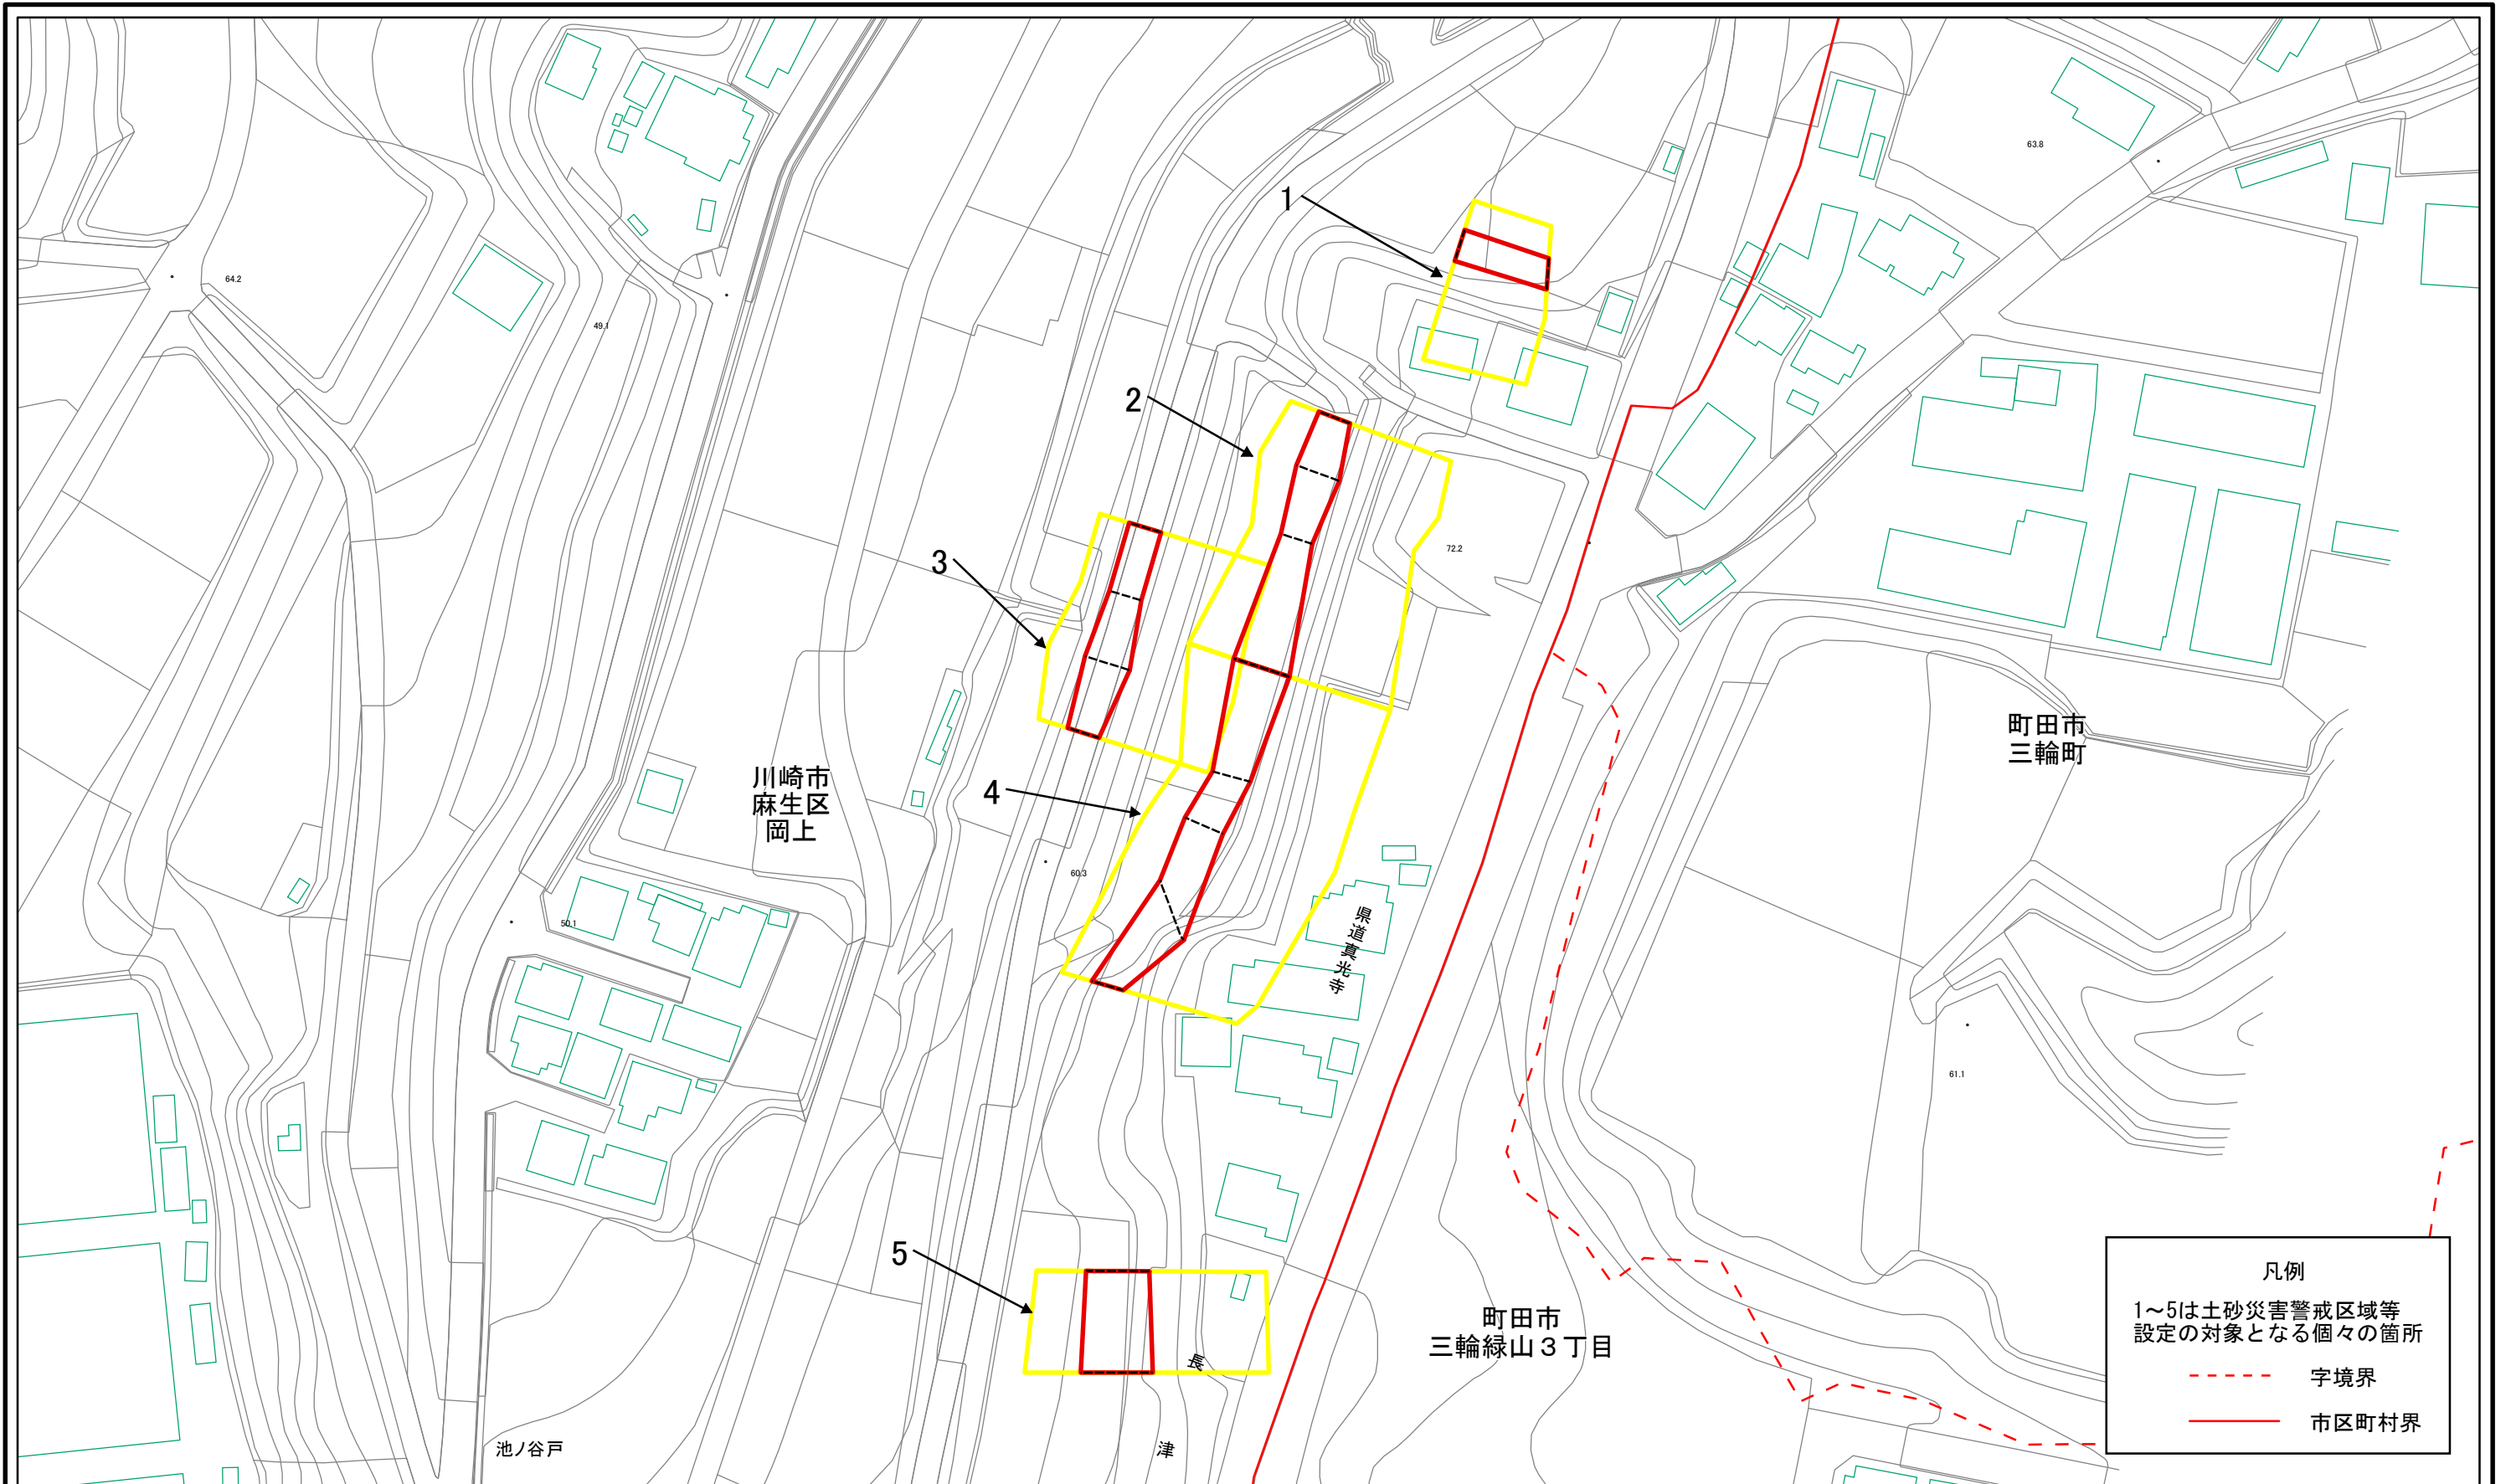 1
63.8
64.2
49.1
2
3
72.2
町田市
三輪町
川崎市
麻生区
岡上
4
60.3
50.1
県道真光寺
61.1
5
長
津
町田市
三輪緑山３丁目
池ノ谷戸
凡例
1～5は土砂災害警戒区域等
設定の対象となる個々の箇所
字境界
市区町村界